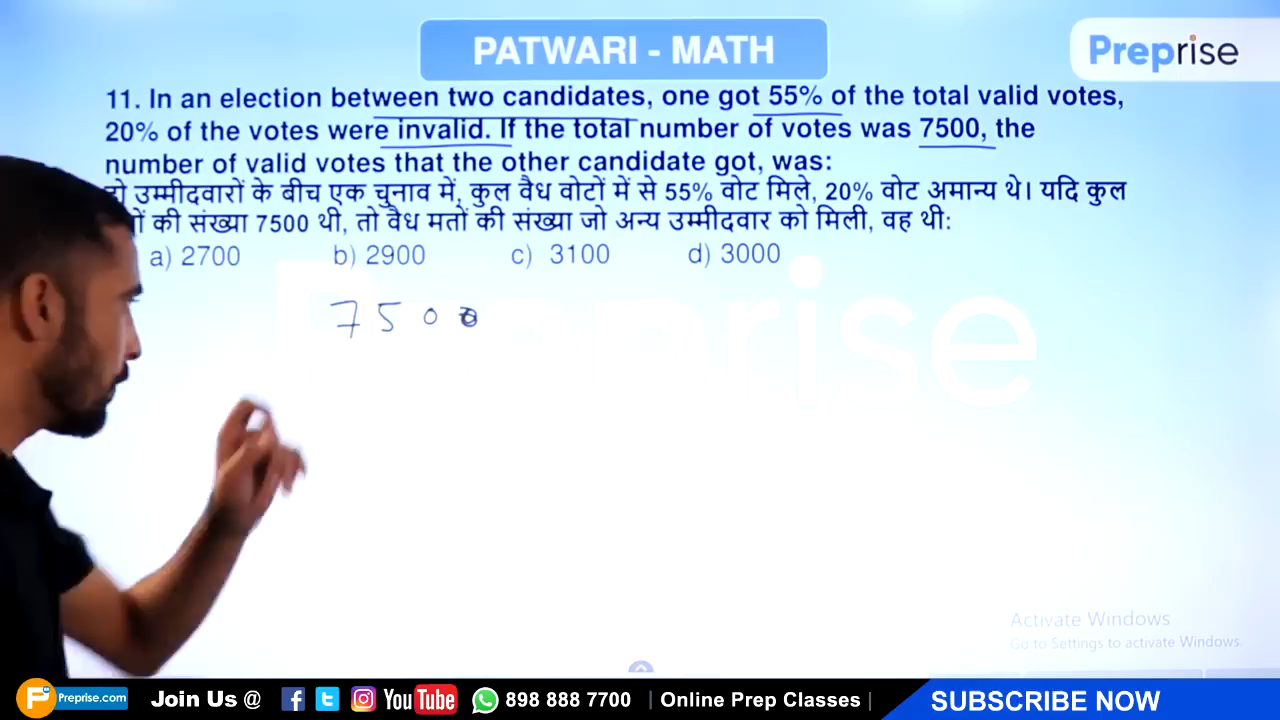 PATWARI - MATH
Preprise
11. In an election between two candidates, one got 55% of the total valid votes,
20% of the votes were invalid. If the total number of votes was 7500, the
number of valid votes that the other candidate got, was:
उम्मीदवारों के बीच एक चुनाव में, कुल वैध वोटों में से 55% वोट मिले, 20% वोट अमान्य थे। यदि कुल
की संख्या 7500 थी, तो वैध मतों की संख्या जो अन्य उम्मीदवार को मिली, वह थी:
a) 2700 b) 2900 c) 3100 d) 3000
7500
Preprise
Activate Windows
Go to Settings to activate Windows.
P Preprise.com Join Us @ f YouTube 898 888 7700 | Online Prep Classes | SUBSCRIBE NOW